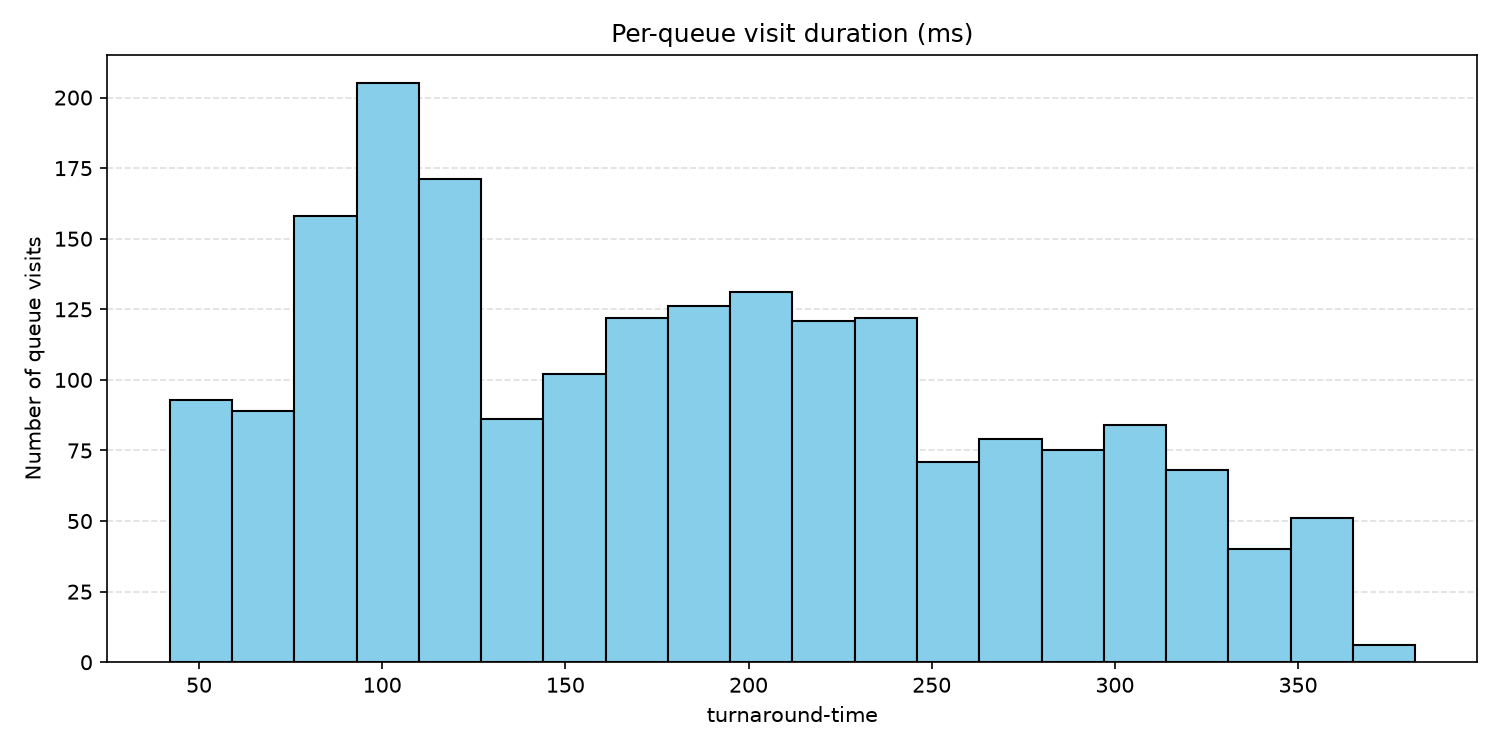 Per-queue visit duration (ms)
Number of queue visits
200
175
150
125
100
75
50
25
0
50 100 150 200 250 300 350
turnaround-time